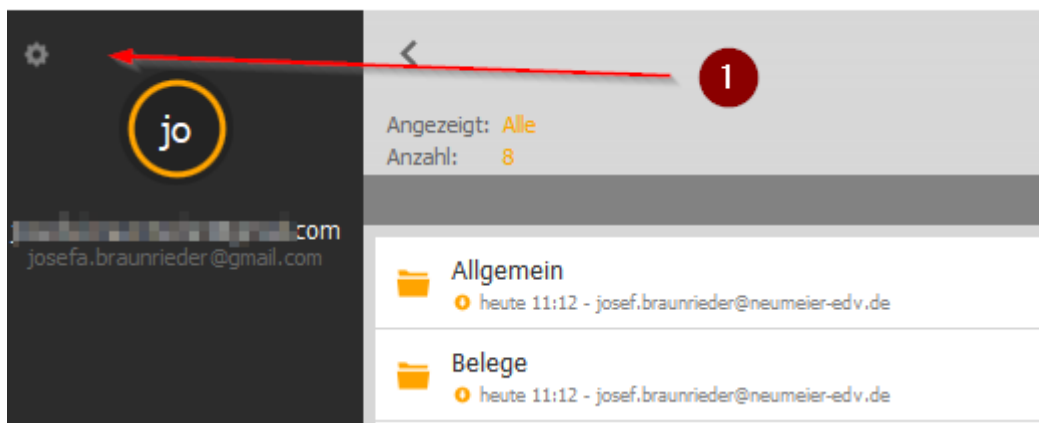 1
jo
Angezeigt: Alle
Anzahl: 8
.com
josefa.braunrieder@gmail.com
Allgemein
heute 11:12 - josef.braunrieder@neumeier-edv.de
Belege
heute 11:12 - josef.braunrieder@neumeier-edv.de